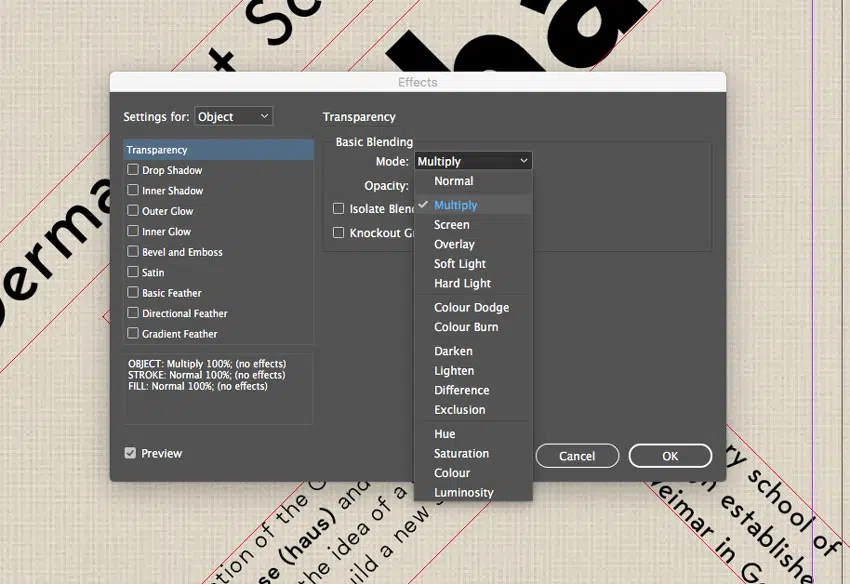 t Sc
ha
Effects
Settings for: Object
Transparency
Drop Shadow
Inner Shadow
Outer Glow
Inner Glow
Bevel and Emboss
Satin
Basic Feather
Directional Feather
Gradient Feather
OBJECT: Multiply 100%; (no effects)
STROKE: Normal 100%; (no effects)
FILL: Normal 100%; (no effects)
Preview
Transparency
Basic Blending
Mode: Multiply
Opacity:
Isolate Blen
Knockout G
Normal
Multiply
Screen
Overlay
Soft Light
Hard Light
Colour Dodge
Colour Burn
Darken
Lighten
Difference
Exclusion
Hue
Saturation
Colour
Luminosity
Cancel
OK
erma
tion of the G
se (haus) and
the idea of a
uild a new s
ry school of
n established
eimar in G